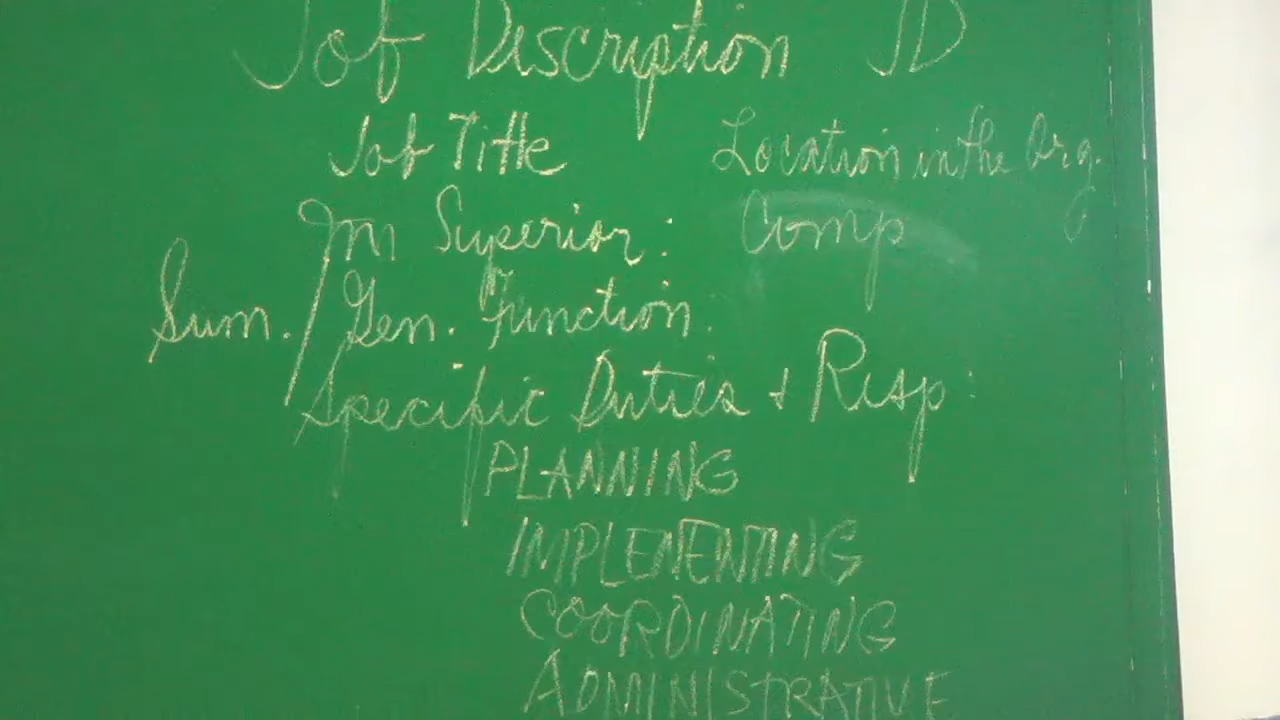 Job Description JD
Job Title Location in the Org.
Im Superior: Comp
Sum. / Gen. Function.
Specific Duties + Resp
PLANNING
IMPLEMENTING
COORDINATING
ADMINISTRATIVE